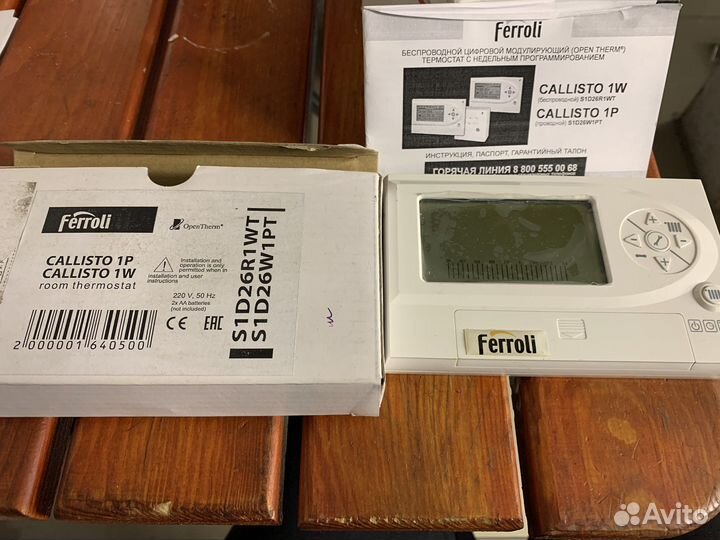 Ferroli
БЕСПРОВОДНОЙ ЦИФРОВОЙ МОДУЛИРУЮЩИЙ (OPEN THERM®)
ТЕРМОСТАТ С НЕДЕЛЬНЫМ ПРОГРАММИРОВАНИЕМ
CALLISTO 1W
(беспроводной) S1D26R1WT
CALLISTO 1P
(проводной) S1D26W1PT
ИНСТРУКЦИЯ, ПАСПОРТ, ГАРАНТИЙНЫЙ ТАЛОН
ГОРЯЧАЯ ЛИНИЯ 8 800 555 00 68
Ferroli
OpenTherm®
CALLISTO 1P
CALLISTO 1W
room thermostat
Installation and
operation is only
permitted when in
installation and user
instructions
220 V, 50 Hz
2x AA batteries
(not included)
CE EAC
2 000001 640500
S1D26R1WT
S1D26W1PT
Ferroli
Avito